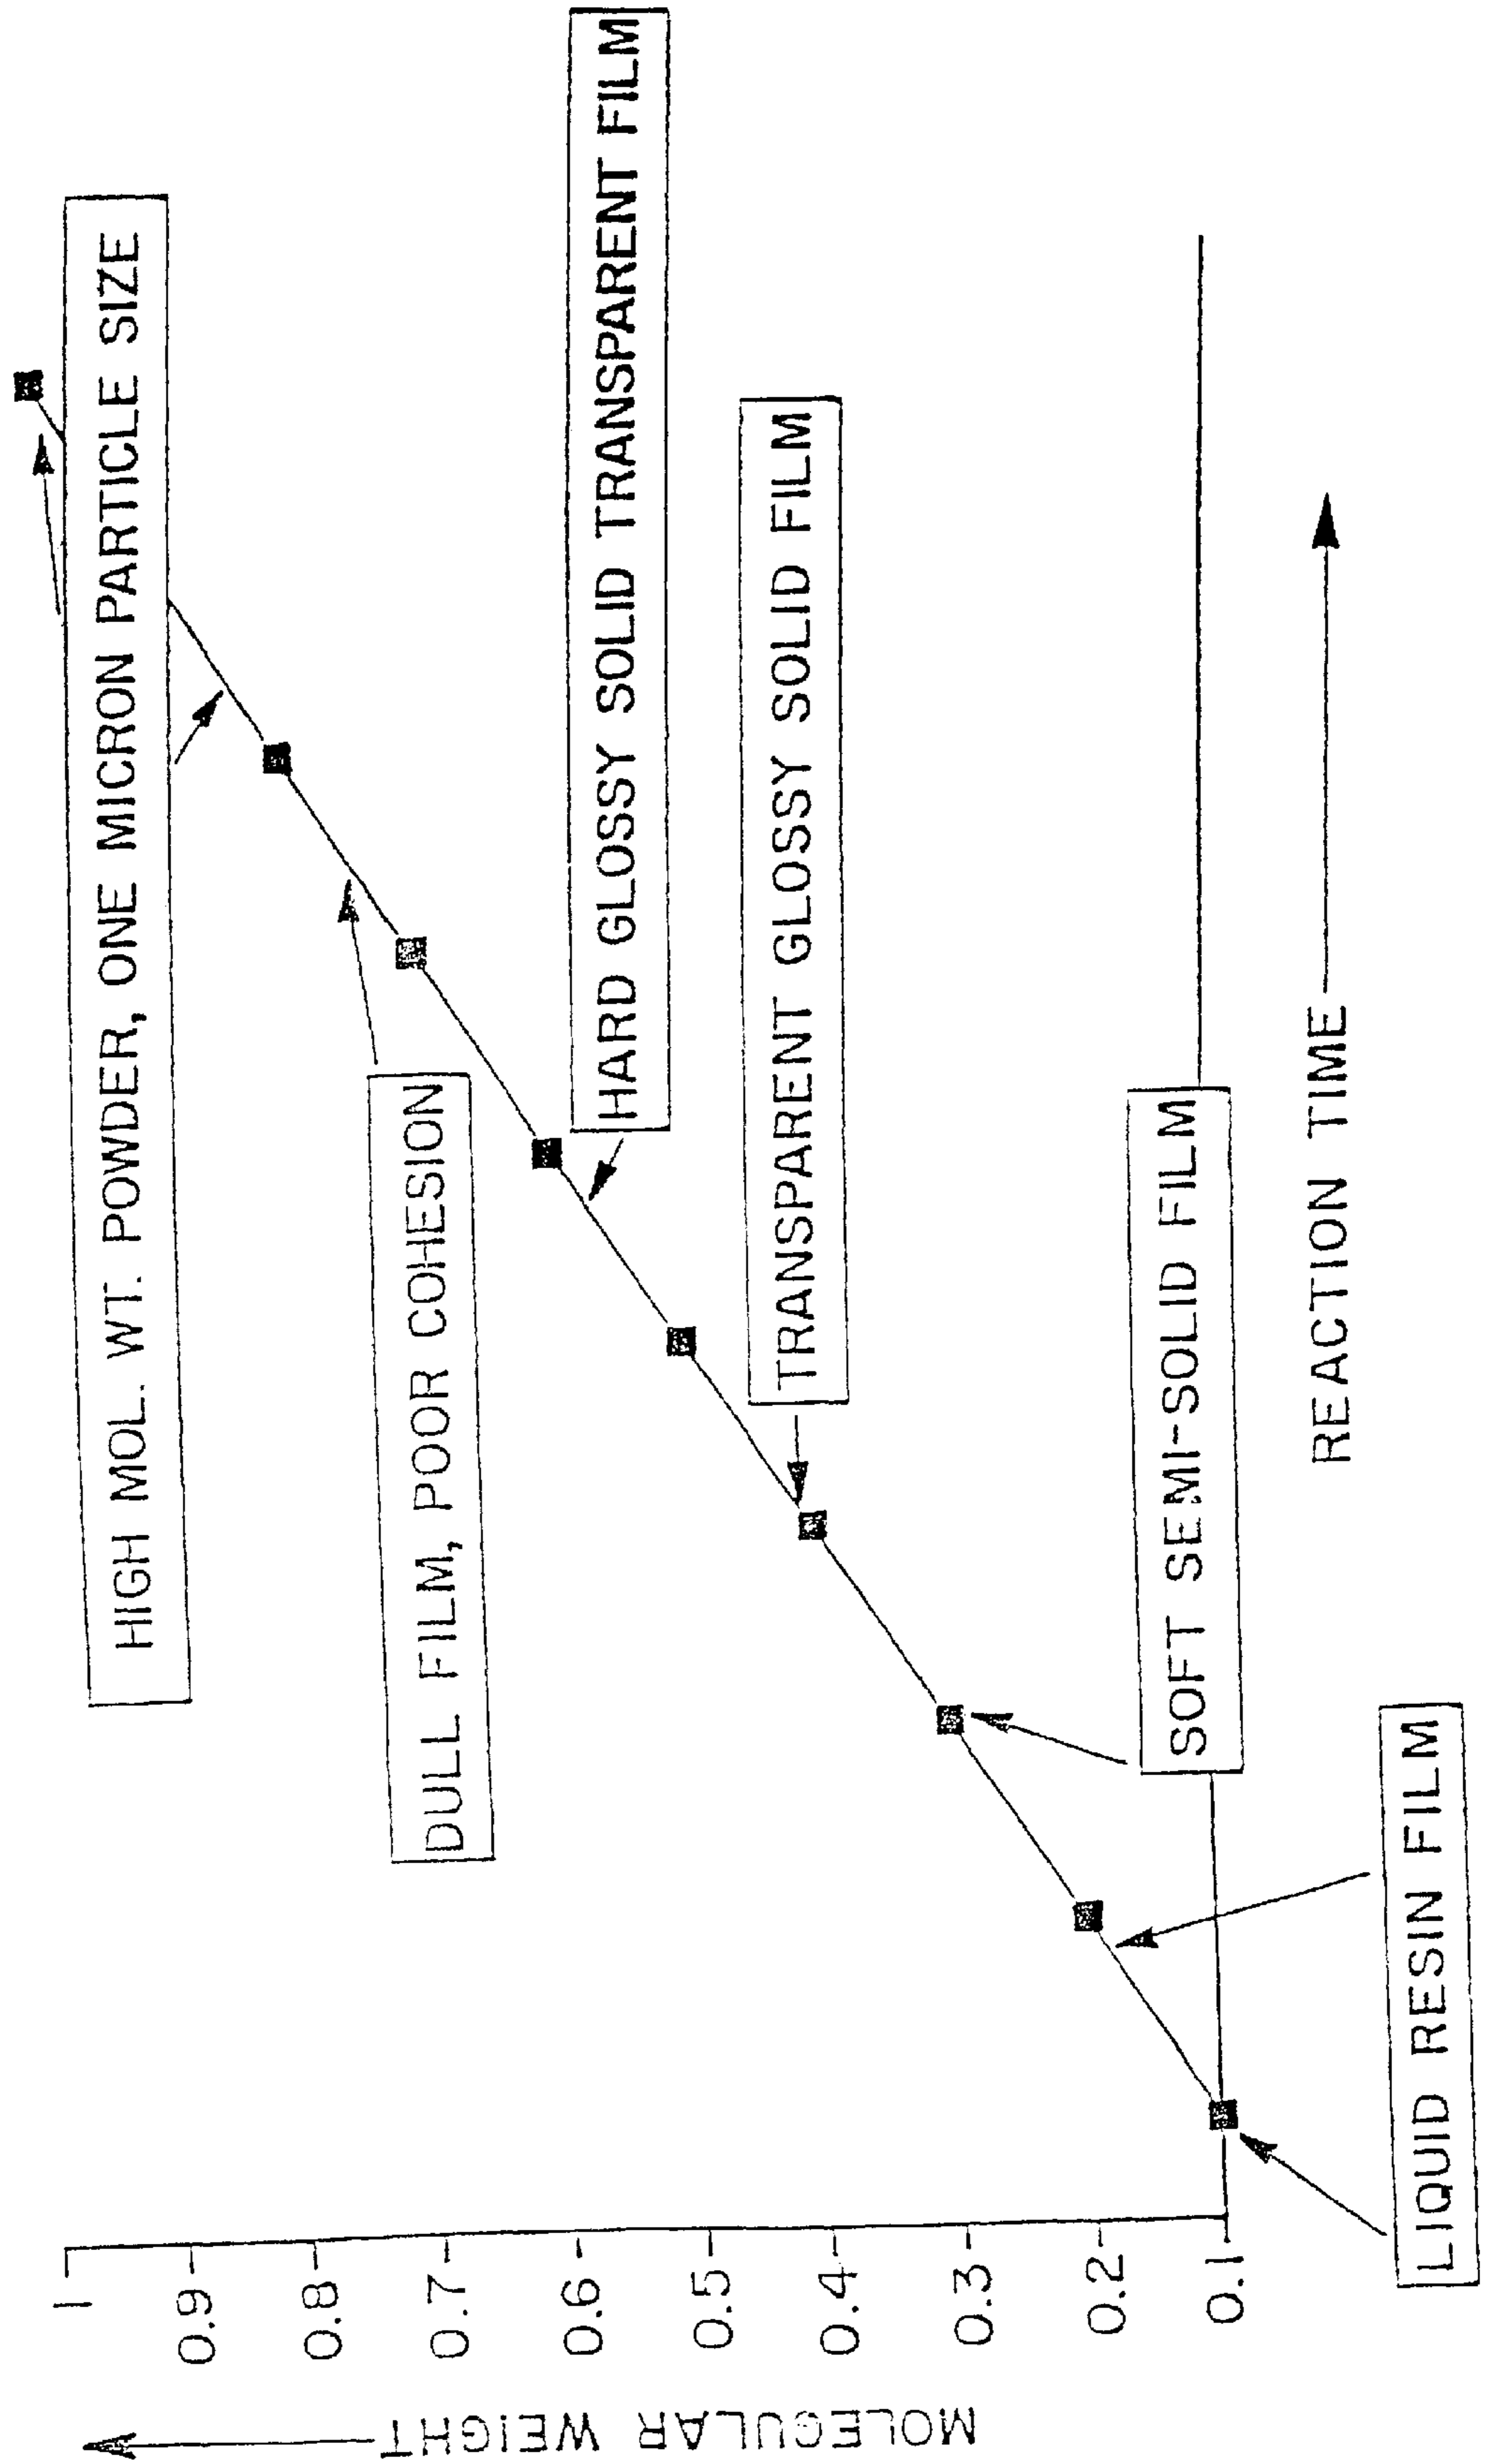 HIGH MOL. WT. POWDER, ONE MICRON PARTICLE SIZE
DULL FILM, POOR COHESION
HARD GLOSSY SOLID TRANSPARENT FILM
TRANSPARENT GLOSSY SOLID FILM
SOFT SEMI-SOLID FILM
LIQUID RESIN FILM
REACTION TIME
MOLECULAR WEIGHT
1
0.9
0.8
0.7
0.6
0.5
0.4
0.3
0.2
0.1